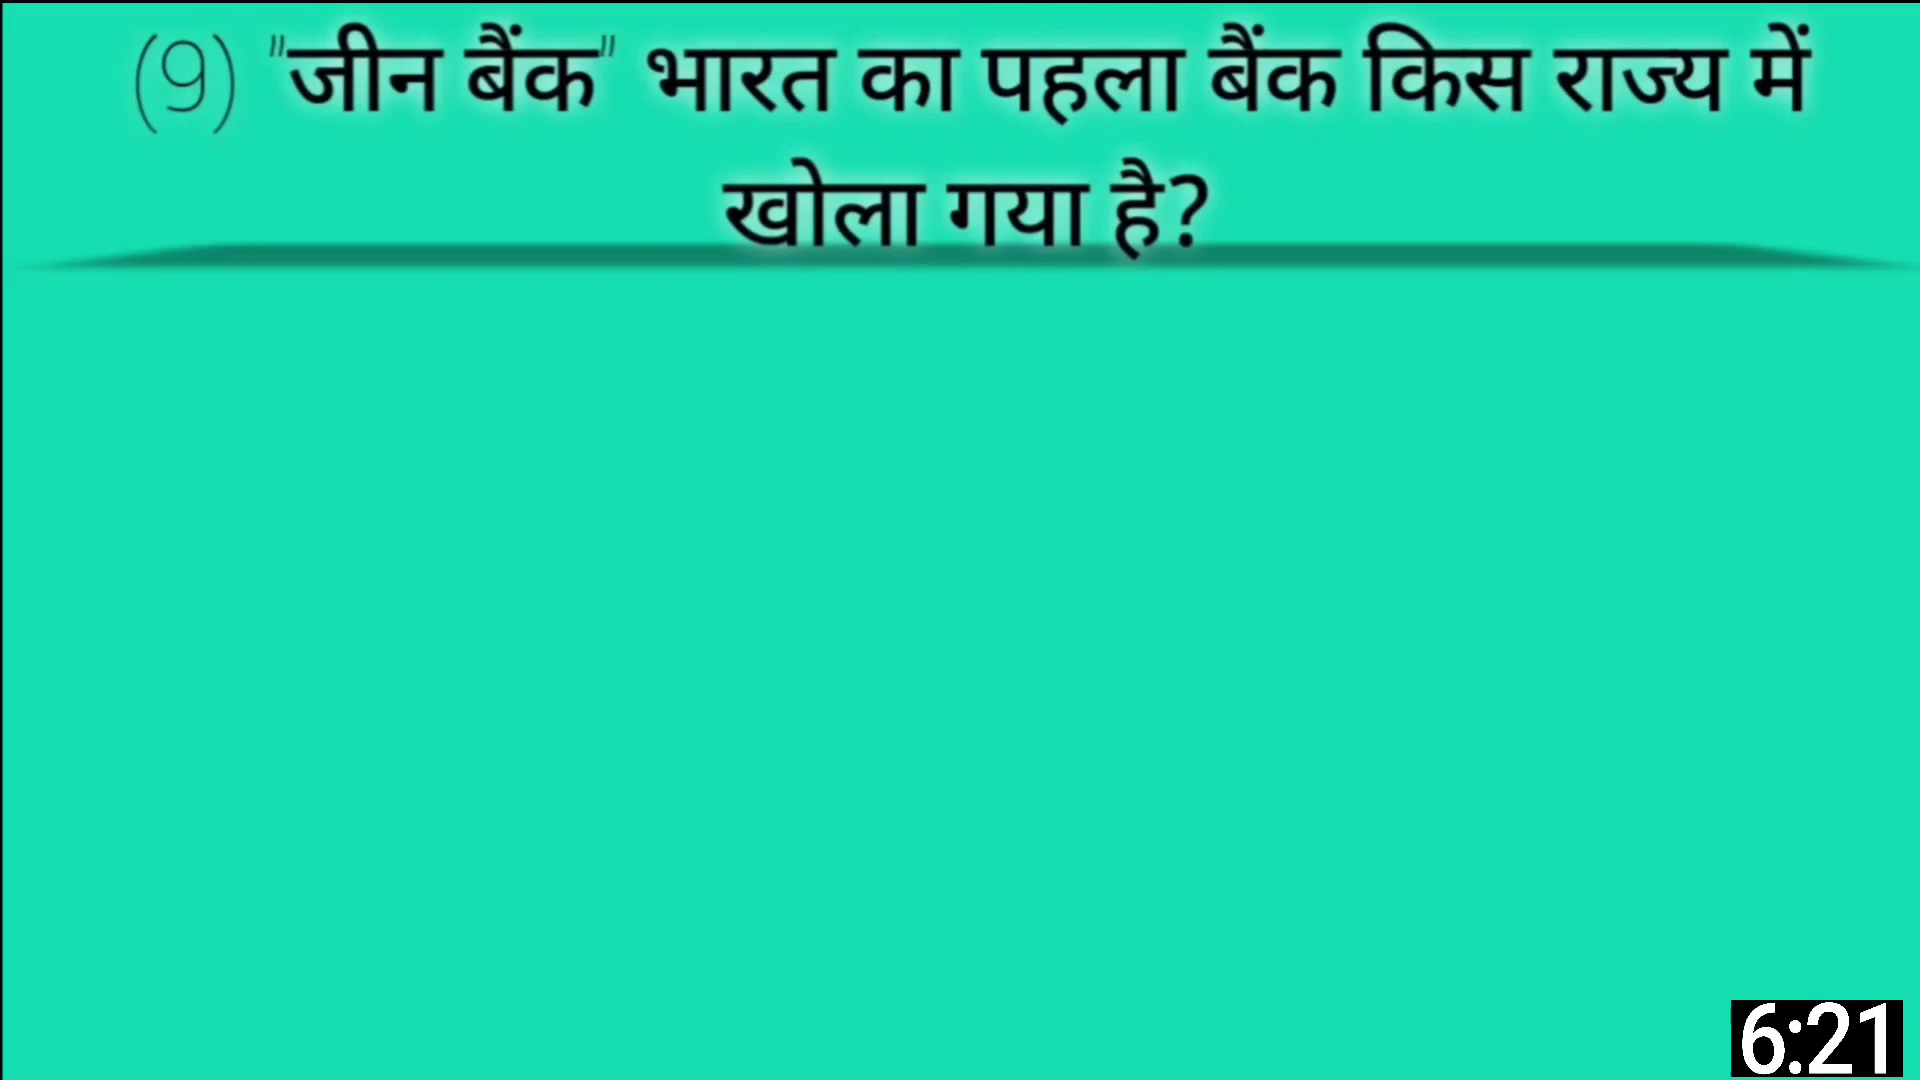 (9) "जीन बैंक" भारत का पहला बैंक किस राज्य में
खोला गया है?
6:21